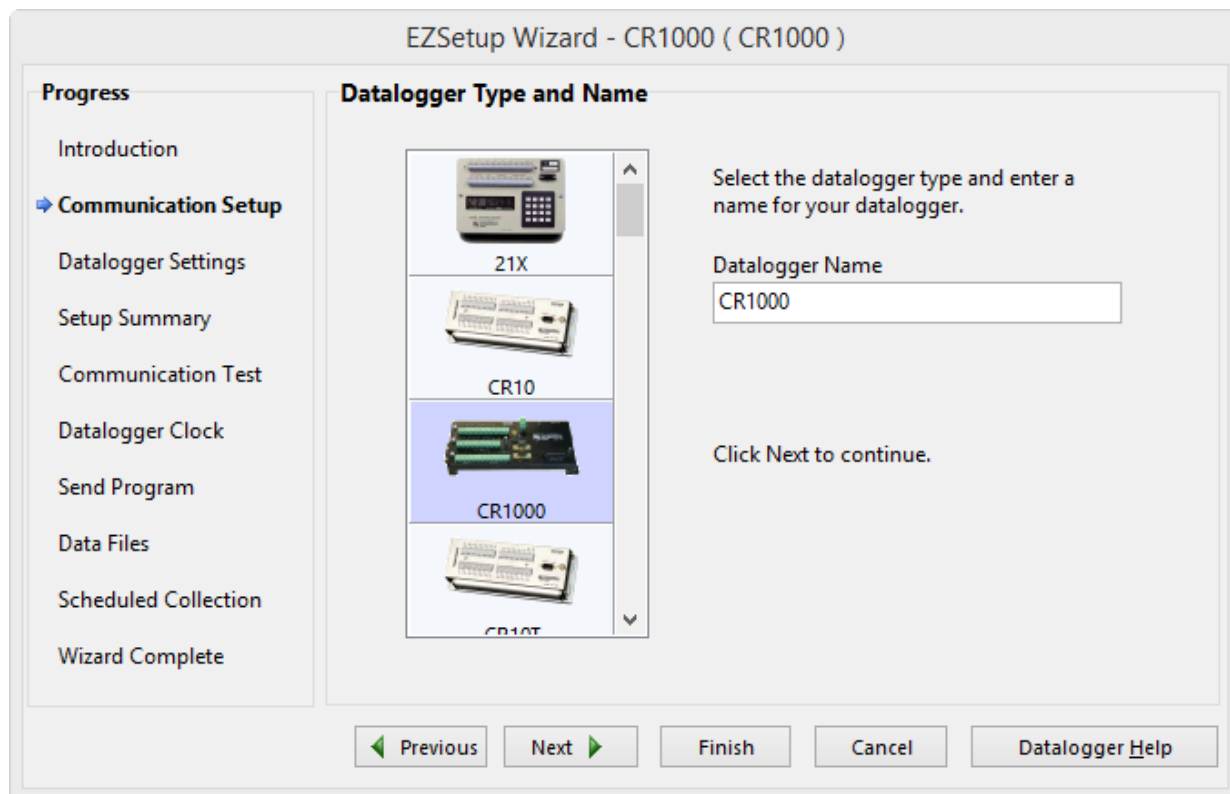 EZSetup Wizard - CR1000 ( CR1000 )
Progress
Introduction
Communication Setup
Datalogger Settings
Setup Summary
Communication Test
Datalogger Clock
Send Program
Data Files
Scheduled Collection
Wizard Complete
Datalogger Type and Name
21X
CR10
CR1000
CR10T
Select the datalogger type and enter a
name for your datalogger.
Datalogger Name
CR1000
Click Next to continue.
Previous
Next
Finish
Cancel
Datalogger Help